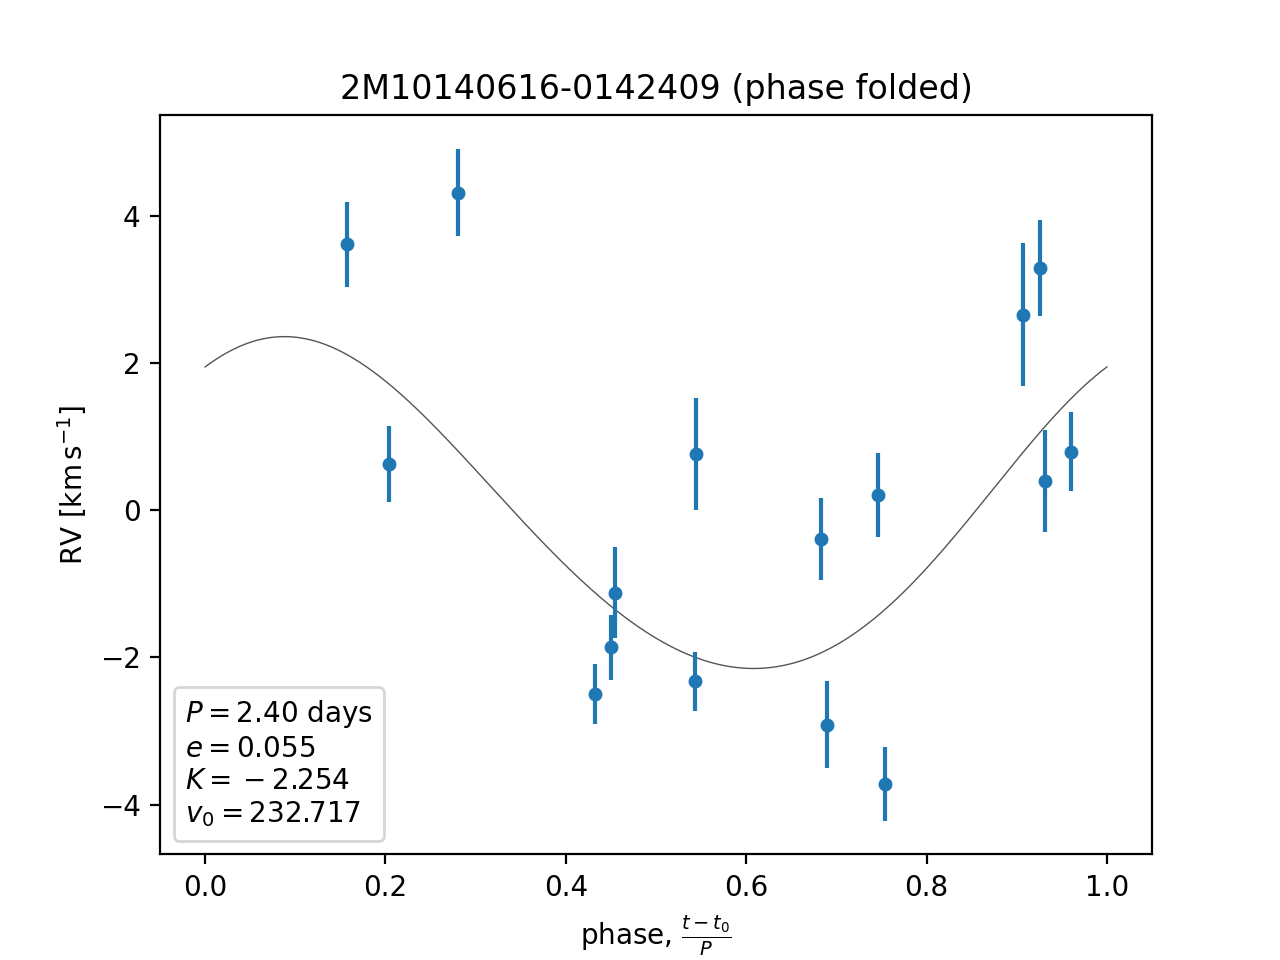 2M10140616-0142409 (phase folded)
RV [km s⁻¹]
4
2
0
−2
−4
P = 2.40 days
e = 0.055
K = −2.254
v₀ = 232.717
0.0 0.2 0.4 0.6 0.8 1.0
phase, (t − t₀)/P